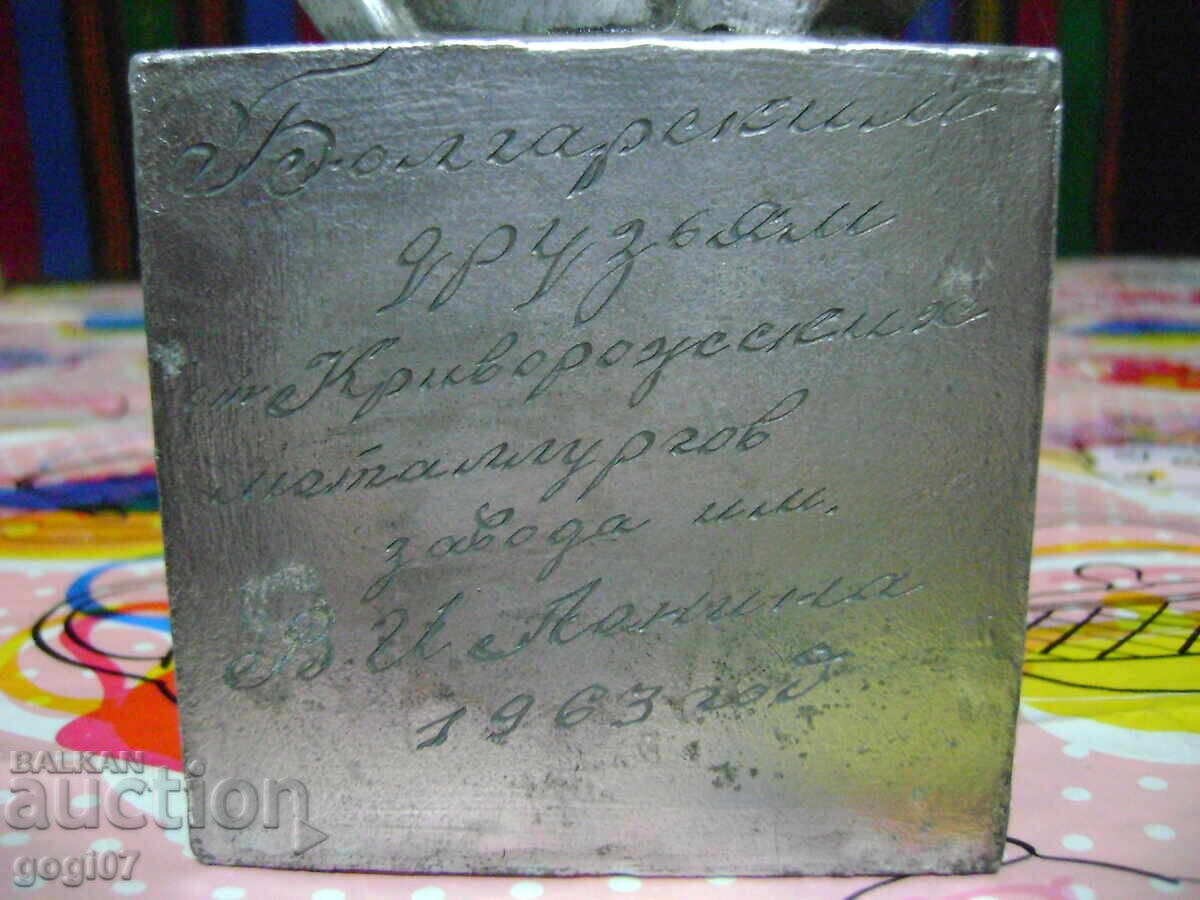 Болгарским
друзьям
от Криворожских
металлургов
завода им.
В. И Ленина
1963 год
BALKAN
auction
gogi07